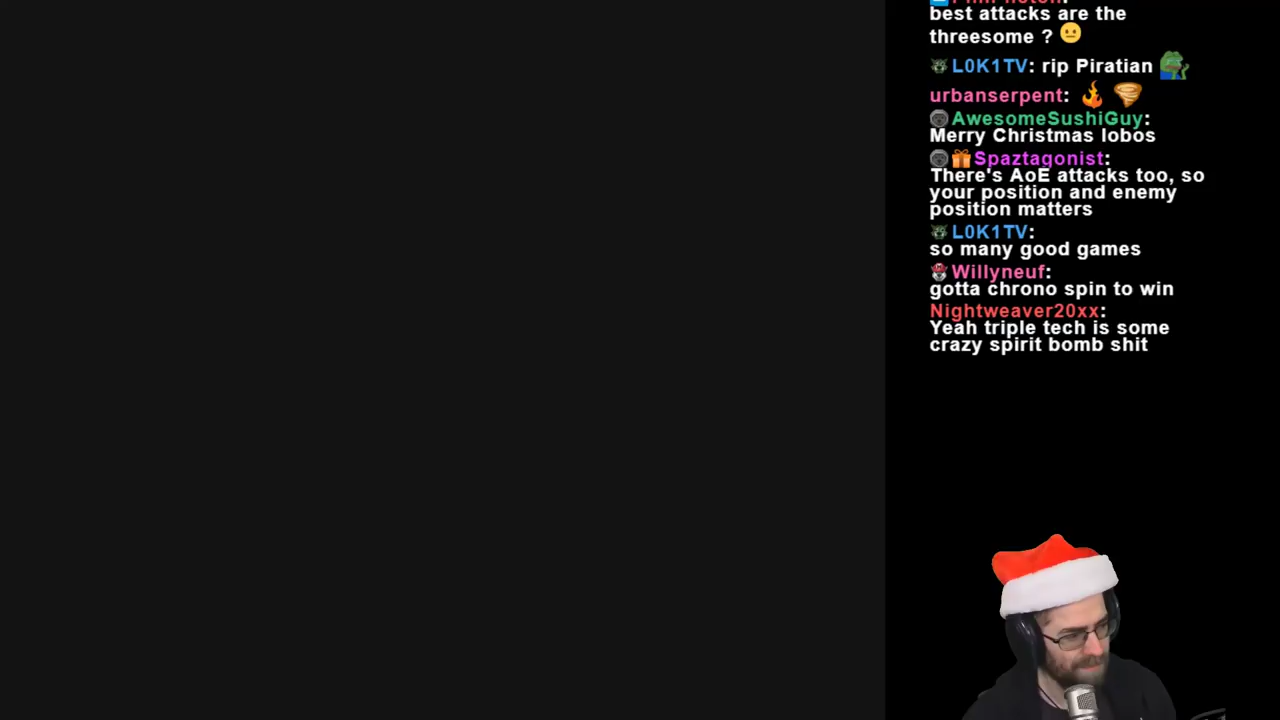 best attacks are the
threesome ?
L0K1TV: rip Piratian
urbanserpent:
AwesomeSushiGuy:
Merry Christmas lobos
Spaztagonist:
There's AoE attacks too, so
your position and enemy
position matters
L0K1TV:
so many good games
Willyneuf:
gotta chrono spin to win
Nightweaver20xx:
Yeah triple tech is some
crazy spirit bomb shit